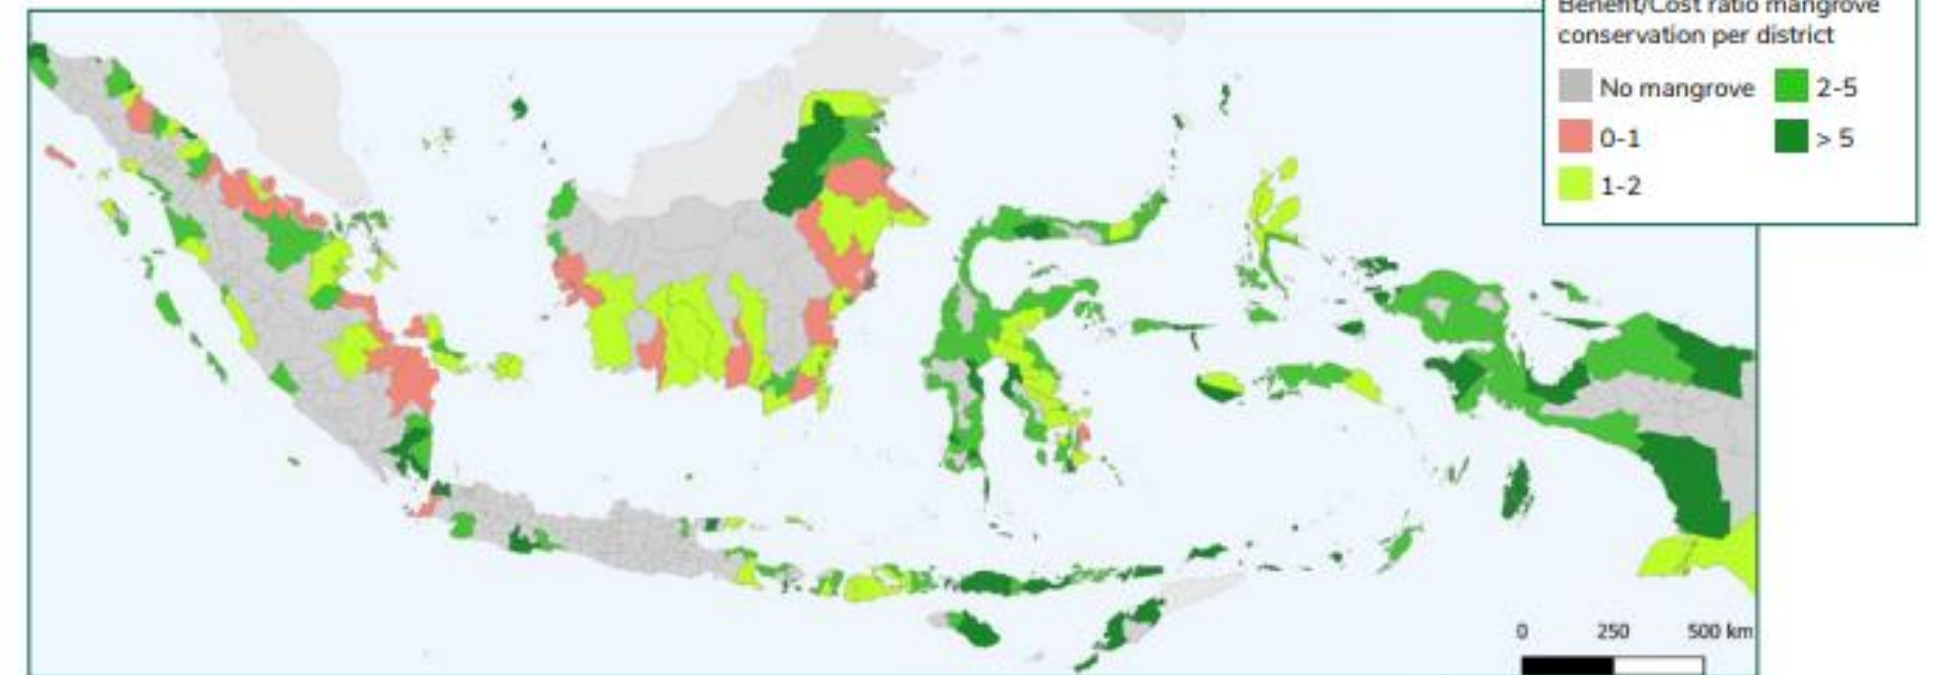 Benefit/Cost ratio mangrove
conservation per district
No mangrove
0-1
1-2
2-5
> 5
0 250 500 km